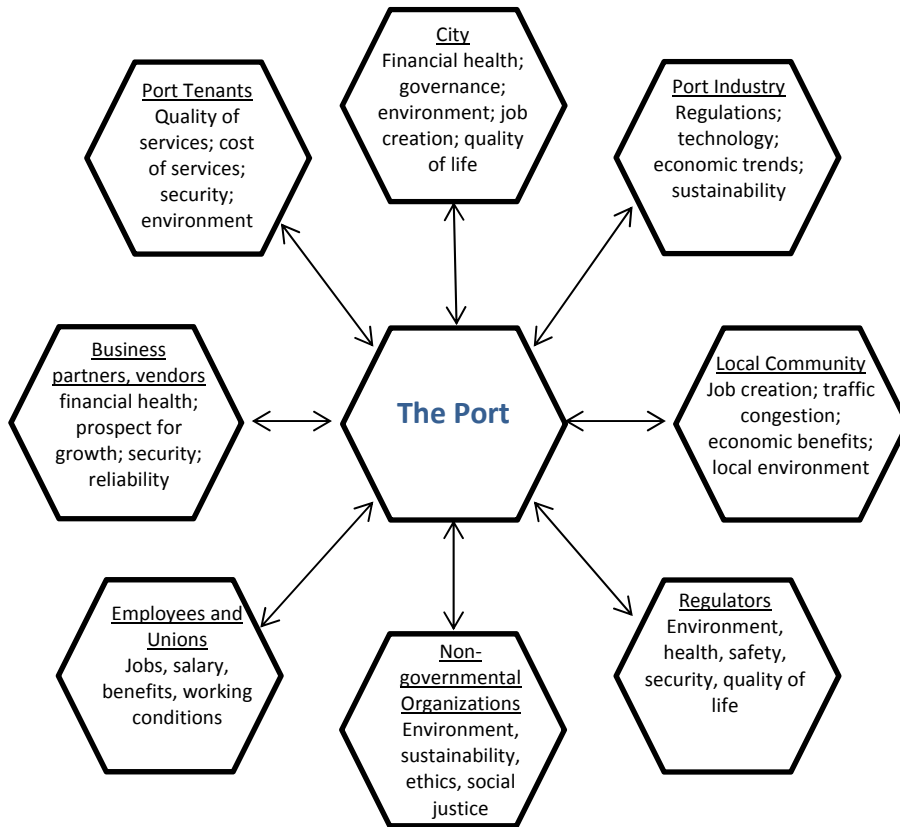 City
Financial health;
governance;
environment; job
creation; quality
of life
Port Tenants
Quality of
services; cost
of services;
security;
environment
Port Industry
Regulations;
technology;
economic trends;
sustainability
Business
partners, vendors
financial health;
prospect for
growth; security;
reliability
The Port
Local Community
Job creation; traffic
congestion;
economic benefits;
local environment
Employees and
Unions
Jobs, salary,
benefits, working
conditions
Non-
governmental
Organizations
Environment,
sustainability,
ethics, social
justice
Regulators
Environment,
health, safety,
security, quality of
life